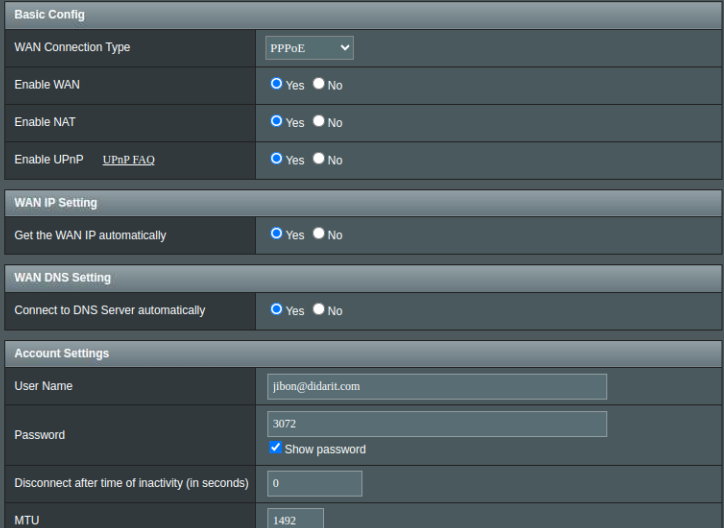 Basic Config
WAN Connection Type PPPoE
Enable WAN Yes No
Enable NAT Yes No
Enable UPnP UPnP FAQ Yes No
WAN IP Setting
Get the WAN IP automatically Yes No
WAN DNS Setting
Connect to DNS Server automatically Yes No
Account Settings
User Name jibon@didarit.com
Password 3072
Show password
Disconnect after time of inactivity (in seconds) 0
MTU 1492